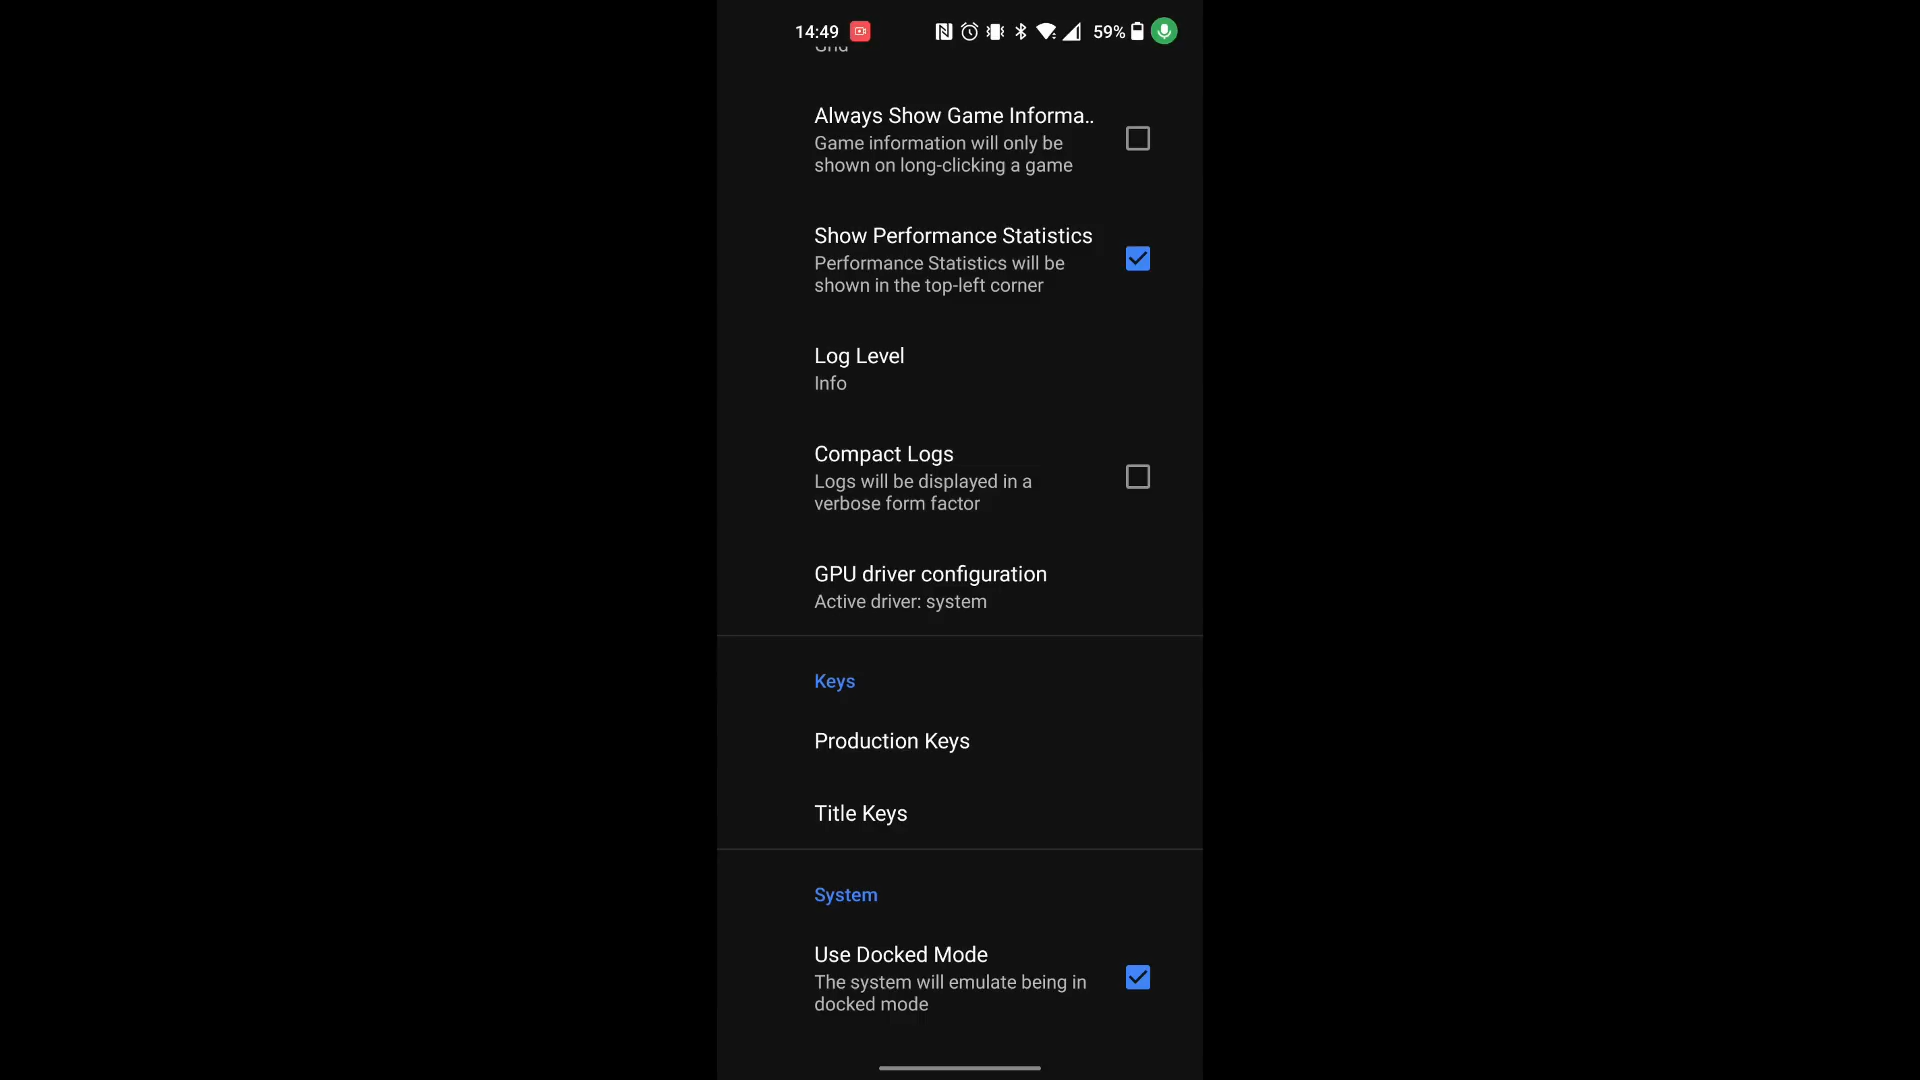 14:49
59%
Grid
Always Show Game Informa..
Game information will only be
shown on long-clicking a game
Show Performance Statistics
Performance Statistics will be
shown in the top-left corner
Log Level
Info
Compact Logs
Logs will be displayed in a
verbose form factor
GPU driver configuration
Active driver: system
Keys
Production Keys
Title Keys
System
Use Docked Mode
The system will emulate being in
docked mode